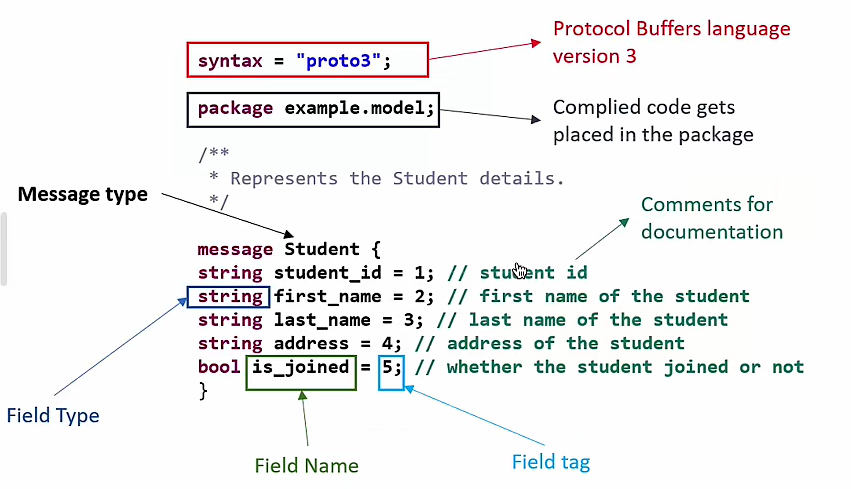 Protocol Buffers language
version 3
syntax = "proto3";
package example.model;
Complied code gets
placed in the package
/**
* Represents the Student details.
*/
Message type
Comments for
documentation
message Student {
string student_id = 1; // student id
string first_name = 2; // first name of the student
string last_name = 3; // last name of the student
string address = 4; // address of the student
bool is_joined = 5; // whether the student joined or not
}
Field Type
Field Name
Field tag